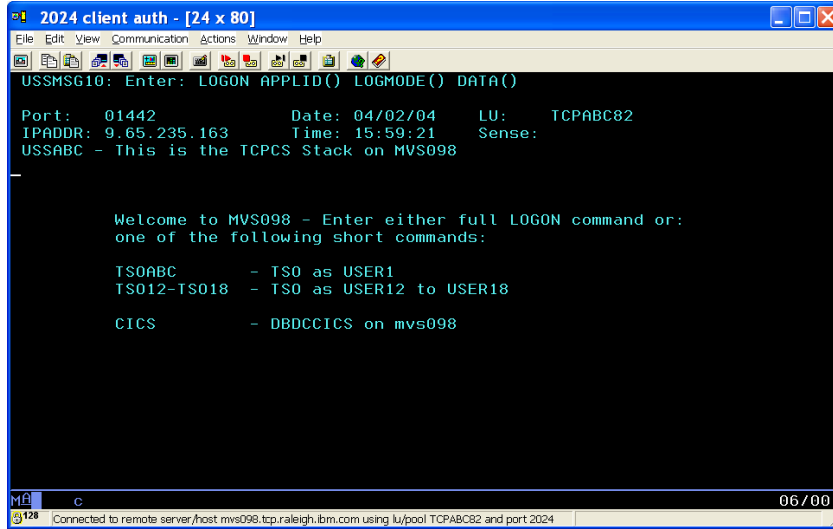 2024 client auth - [24 x 80]
File Edit View Communication Actions Window Help
USSMSG10: Enter: LOGON APPLID() LOGMODE() DATA()
Port: 01442 Date: 04/02/04 LU: TCPABC82
IPADDR: 9.65.235.163 Time: 15:59:21 Sense:
USSABC - This is the TCPCS Stack on MVS098
Welcome to MVS098 - Enter either full LOGON command or:
one of the following short commands:
TSOABC - TSO as USER1
TSO12-TSO18 - TSO as USER12 to USER18
CICS - DBDCCICS on mvs098
MA c 06/00
128 Connected to remote server/host mvs098.tcp.raleigh.ibm.com using lu/pool TCPABC82 and port 2024